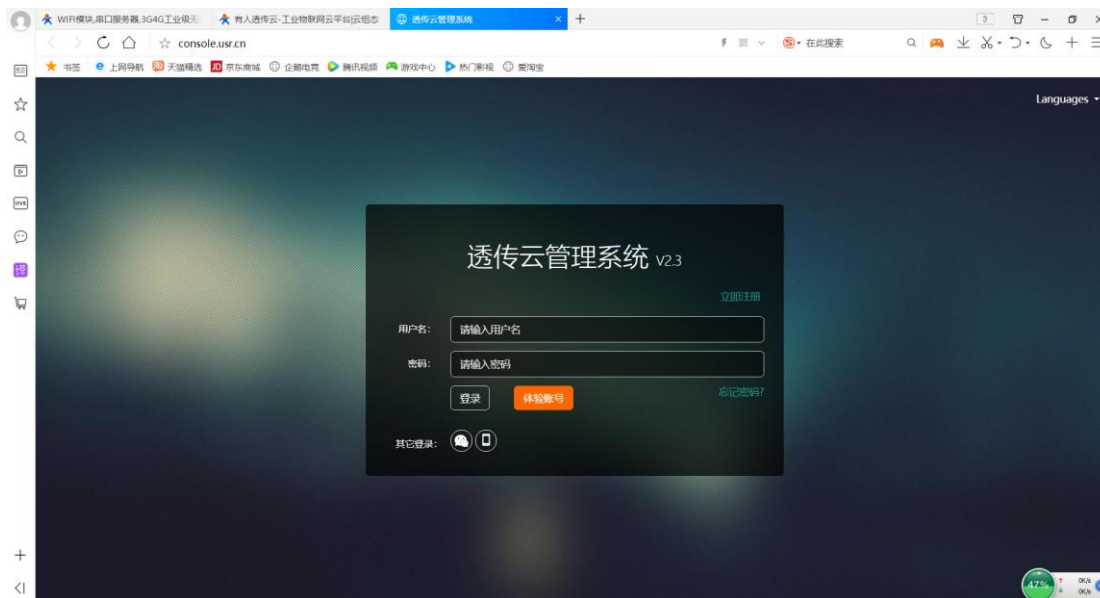 WIFI模块,串口服务器,3G4G工业级无
有人透传云-工业物联网云平台|云组态
透传云管理系统
3
console.usr.cn
在此搜索
书签
上网导航
天猫精选
京东商城
企鹅电竞
腾讯视频
游戏中心
热门影视
爱淘宝
Languages
LIVE
译
透传云管理系统 V2.3
立即注册
用户名: 请输入用户名
密码: 请输入密码
登录 体验账号 忘记密码?
其它登录:
47%
0K/s
0K/s